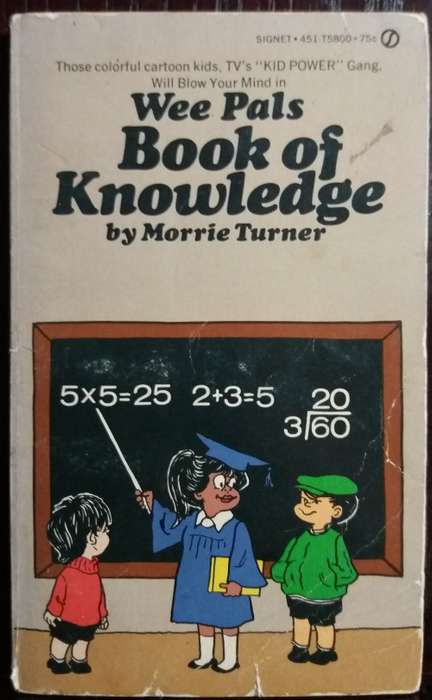 SIGNET • 451-T5800 • 75¢
Those colorful cartoon kids, TV's "KID POWER" Gang,
Will Blow Your Mind in
Wee Pals
Book of
Knowledge
by Morrie Turner
5x5=25 2+3=5 20
3)60